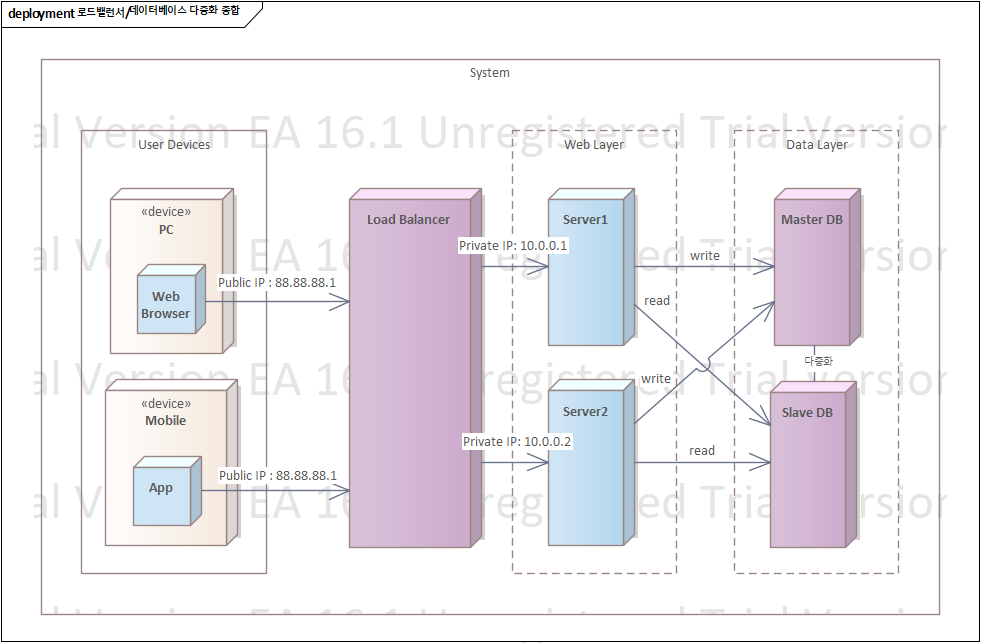 deployment 로드밸런서/데이터베이스 다중화 종합
System
User Devices
Web Layer
Data Layer
«device»
PC
Web
Browser
Public IP : 88.88.88.1
«device»
Mobile
App
Public IP : 88.88.88.1
Load Balancer
Private IP: 10.0.0.1
Private IP: 10.0.0.2
Server1
Server2
write
read
write
read
Master DB
다중화
Slave DB
al Version EA 16.1 Unregistered Trial Version